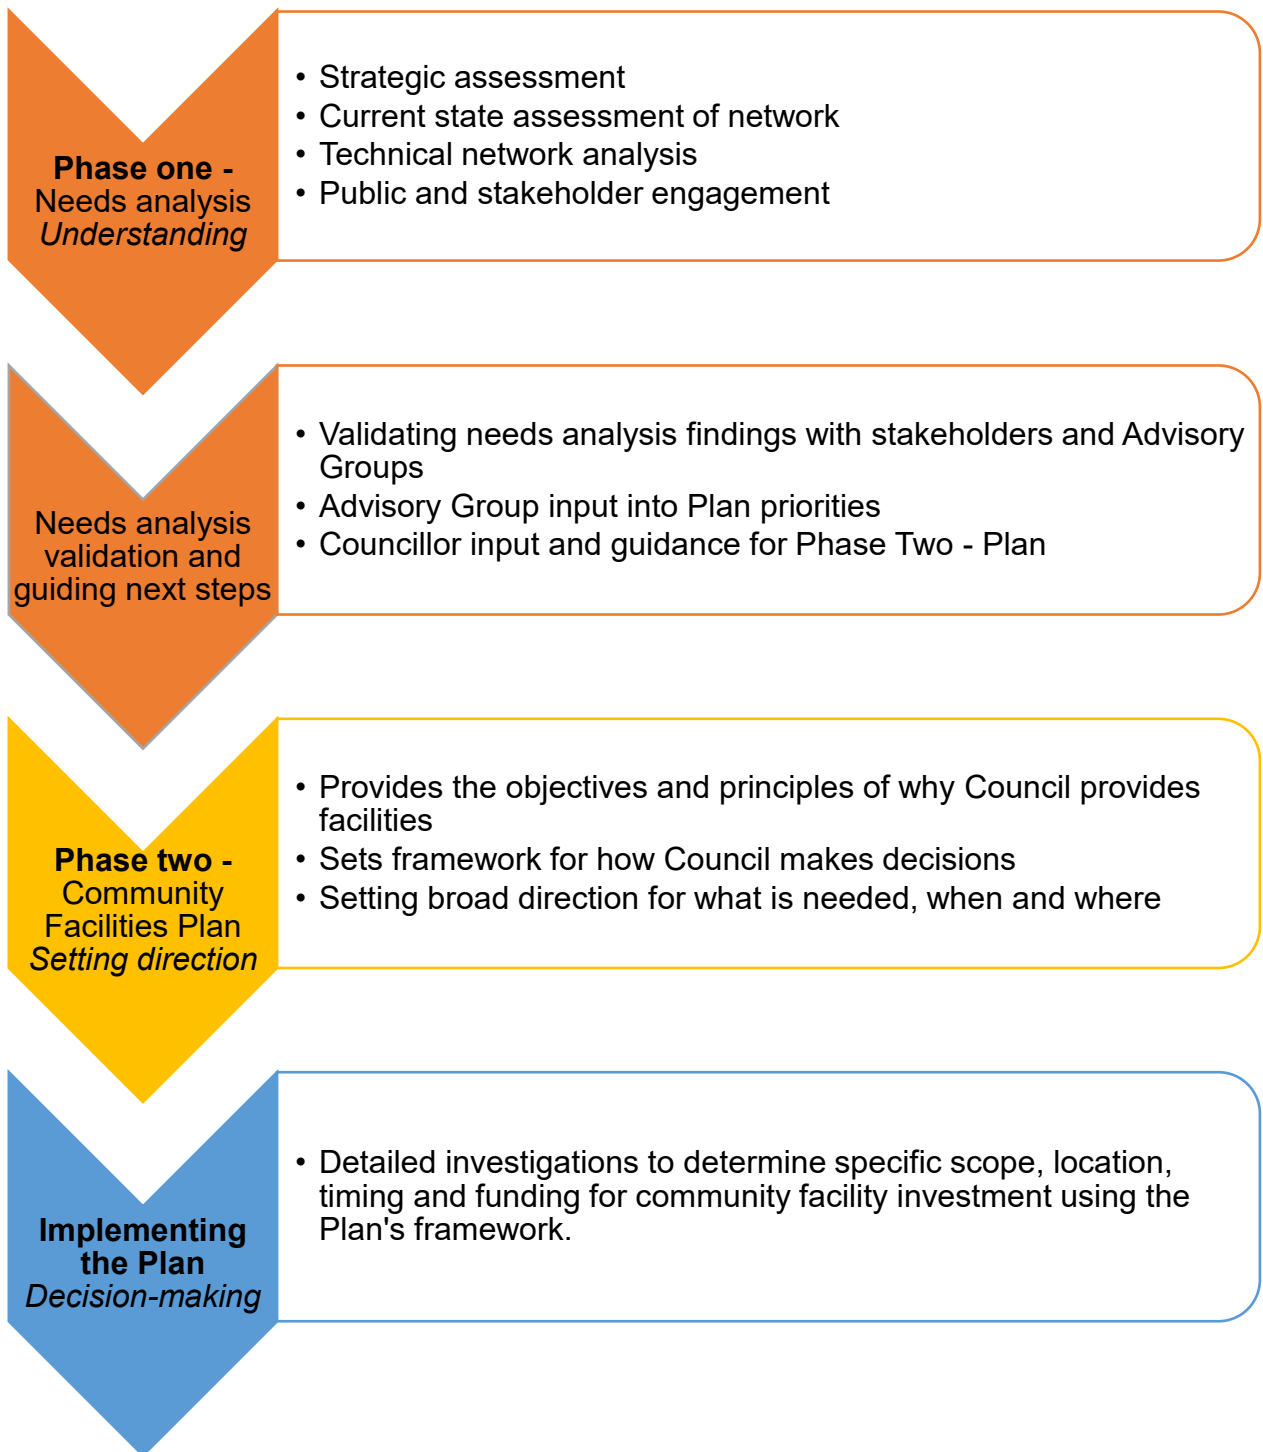 Phase one -
Needs analysis
Understanding
• Strategic assessment
• Current state assessment of network
• Technical network analysis
• Public and stakeholder engagement
Needs analysis
validation and
guiding next steps
• Validating needs analysis findings with stakeholders and Advisory
Groups
• Advisory Group input into Plan priorities
• Councillor input and guidance for Phase Two - Plan
Phase two -
Community
Facilities Plan
Setting direction
• Provides the objectives and principles of why Council provides
facilities
• Sets framework for how Council makes decisions
• Setting broad direction for what is needed, when and where
Implementing
the Plan
Decision-making
• Detailed investigations to determine specific scope, location,
timing and funding for community facility investment using the
Plan's framework.